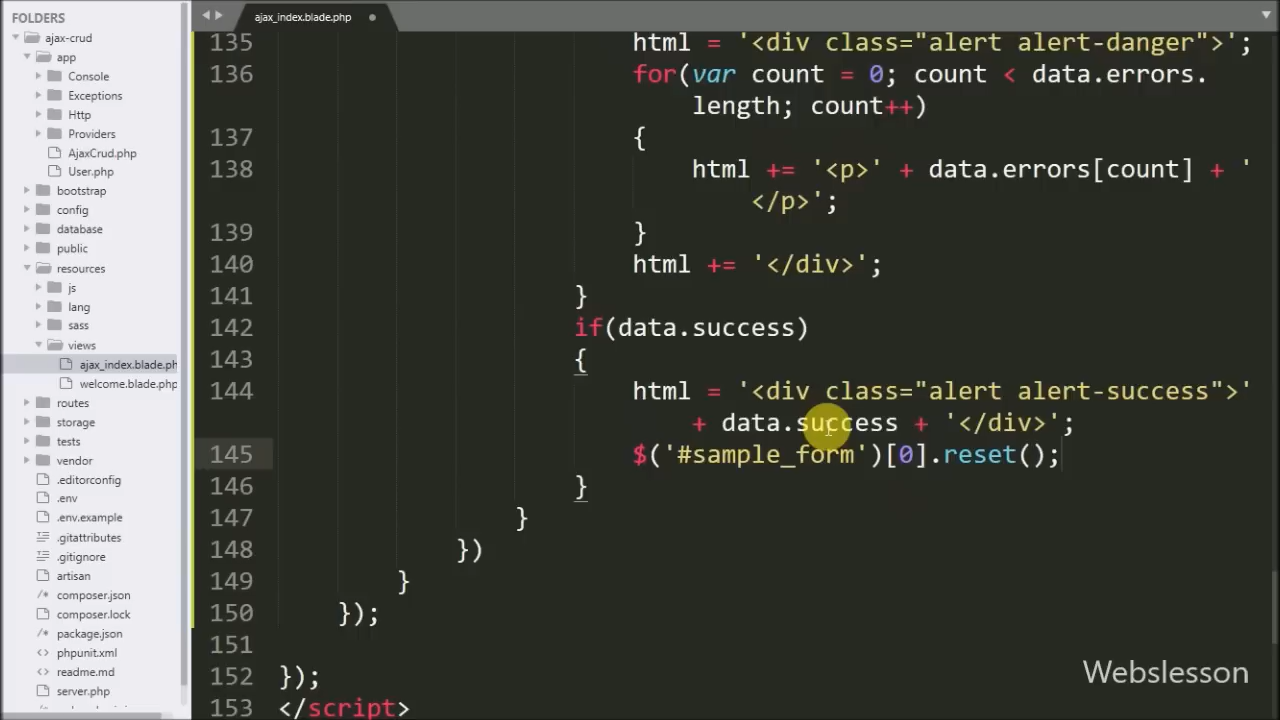 FOLDERS
ajax-crud
app
Console
Exceptions
Http
Providers
AjaxCrud.php
User.php
bootstrap
config
database
public
resources
js
lang
sass
views
ajax_index.blade.ph
welcome.blade.php
routes
storage
tests
vendor
.editorconfig
.env
.env.example
.gitattributes
.gitignore
artisan
composer.json
composer.lock
package.json
phpunit.xml
readme.md
server.php
ajax_index.blade.php
135 html = '<div class="alert alert-danger">';
136 for(var count = 0; count < data.errors.
length; count++)
137 {
138 html += '<p>' + data.errors[count] + '
</p>';
139 }
140 html += '</div>';
141 }
142 if(data.success)
143 {
144 html = '<div class="alert alert-success">'
+ data.success + '</div>';
145 $('#sample_form')[0].reset();
146 }
147 }
148 })
149 }
150 });
151
152 });
153 </script>
Webslesson